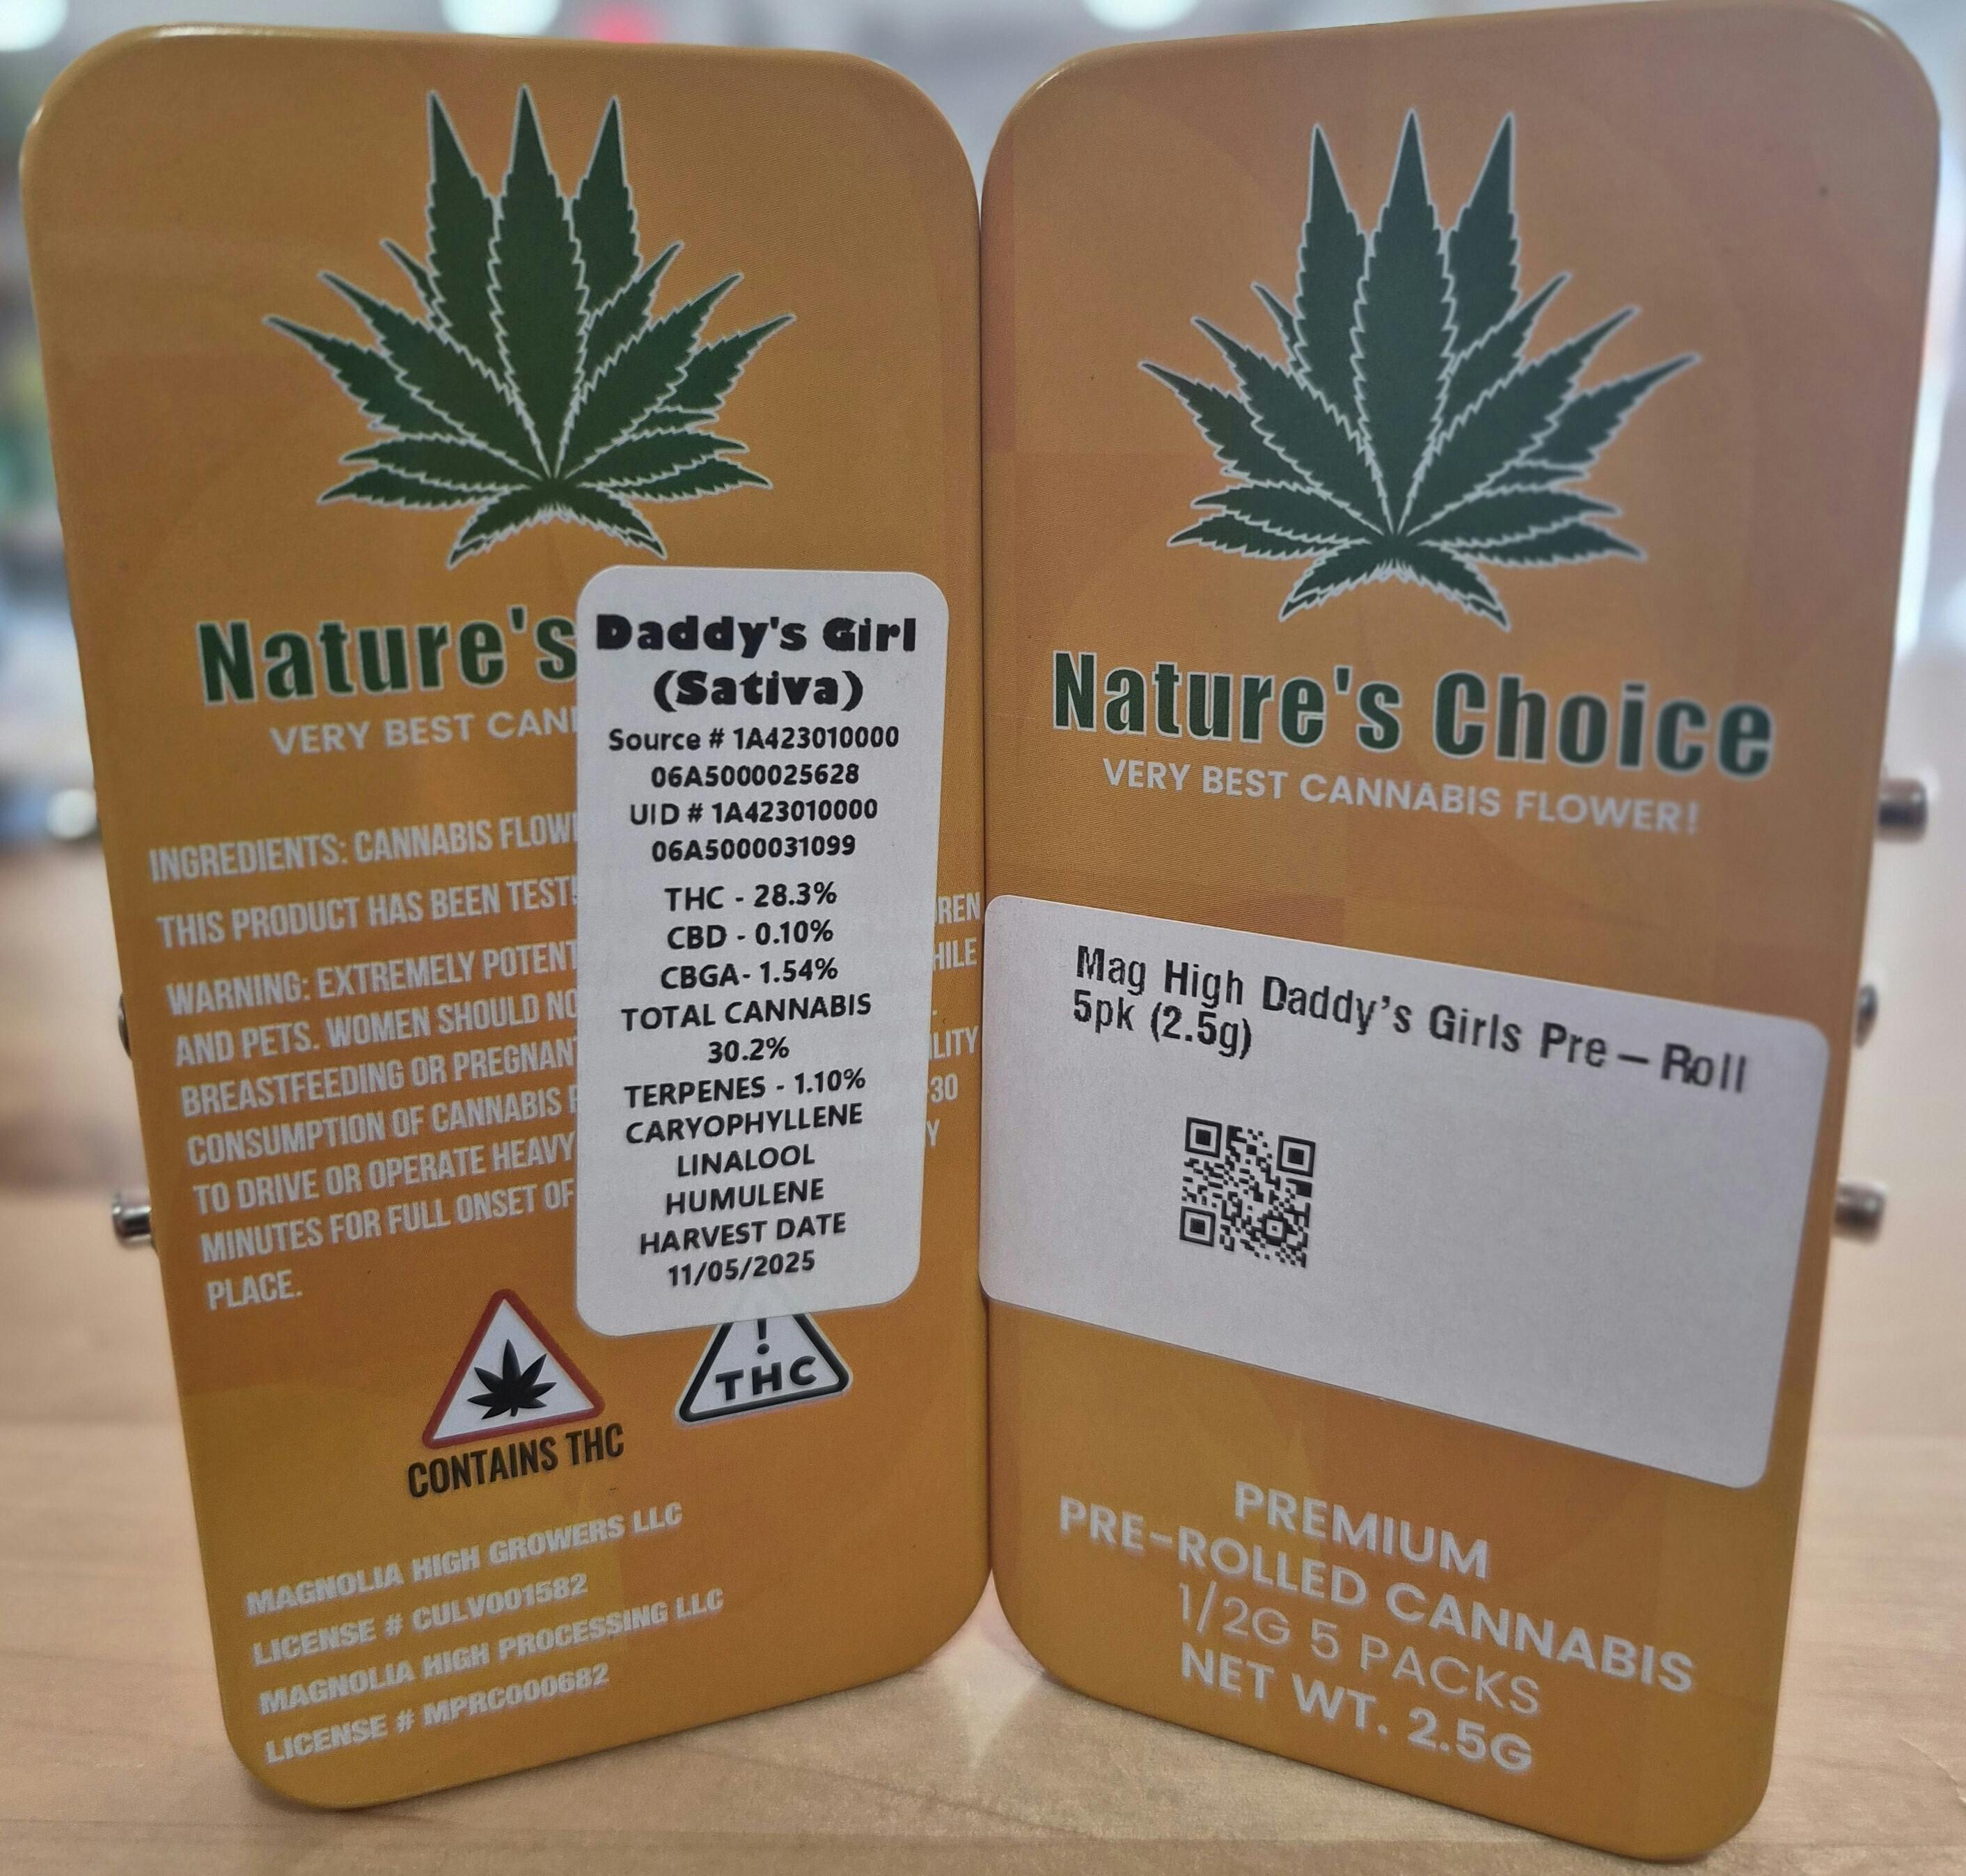 Nature's
VERY BEST
INGREDIENTS: CANNABIS
THIS PRODUCT HAS BEEN
WARNING: EXTREMELY POTENT
AND PETS. WOMEN SHOULD
BREASTFEEDING OR
CONSUMPTION OF CANNABIS
TO DRIVE OR OPERATE HEAVY
MINUTES FOR FULL ONSET OF
PLACE.
30
Daddy's Girl
(Sativa)
Source # 1A423010000
06A5000025628
UID # 1A423010000
06A5000031099
THC - 28.3%
CBD - 0.10%
CBGA- 1.54%
TOTAL CANNABIS
30.2%
TERPENES - 1.10%
CARYOPHYLLENE
LINALOOL
HUMULENE
HARVEST DATE
11/05/2025
! THC
CONTAINS THC
MAGNOLIA HIGH GROWERS LLC
LICENSE # CULV001582
MAGNOLIA HIGH PROCESSING LLC
LICENSE # MPRC000682
Nature's Choice
VERY BEST CANNABIS FLOWER!
Mag High Daddy's Girls Pre – Roll
5pk (2.5g)
PREMIUM
PRE-ROLLED CANNABIS
1/2G 5 PACKS
NET WT. 2.5G